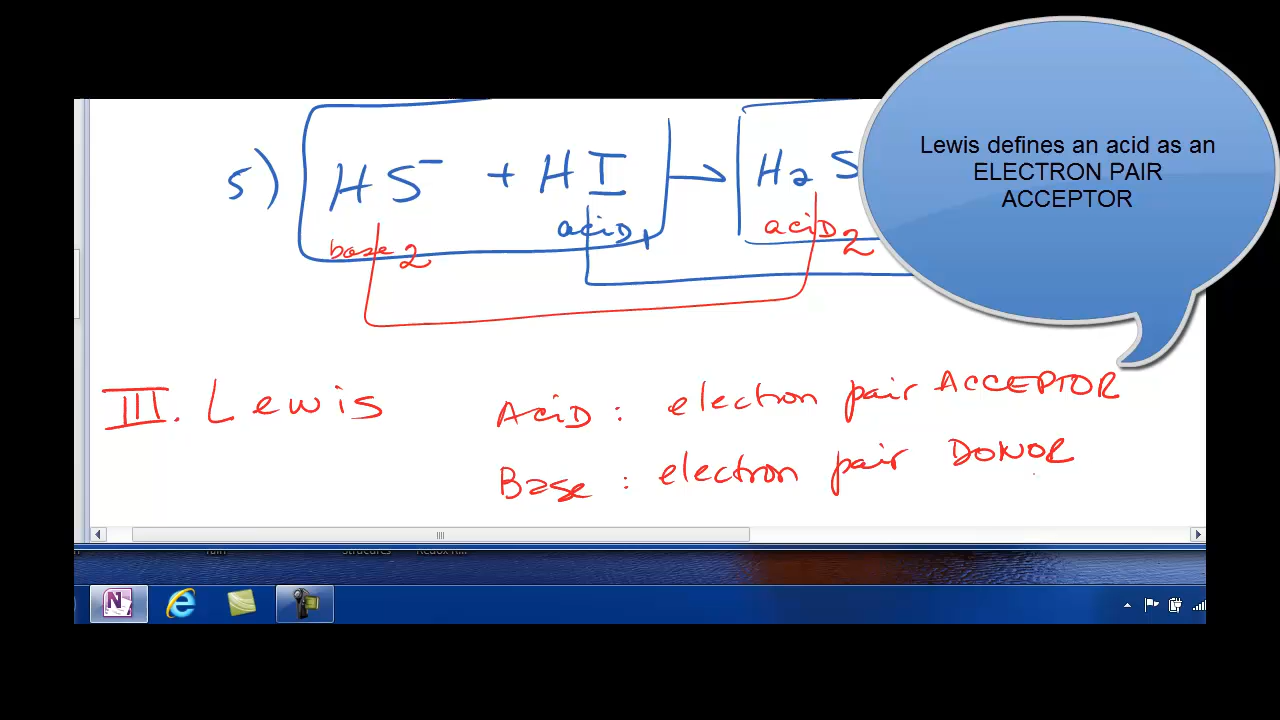 Lewis defines an acid as an
ELECTRON PAIR
ACCEPTOR
5) HS⁻ + HI → H₂S
base 2 acid 1 acid 2
III. Lewis
Acid : electron pair ACCEPTOR
Base : electron pair DONOR